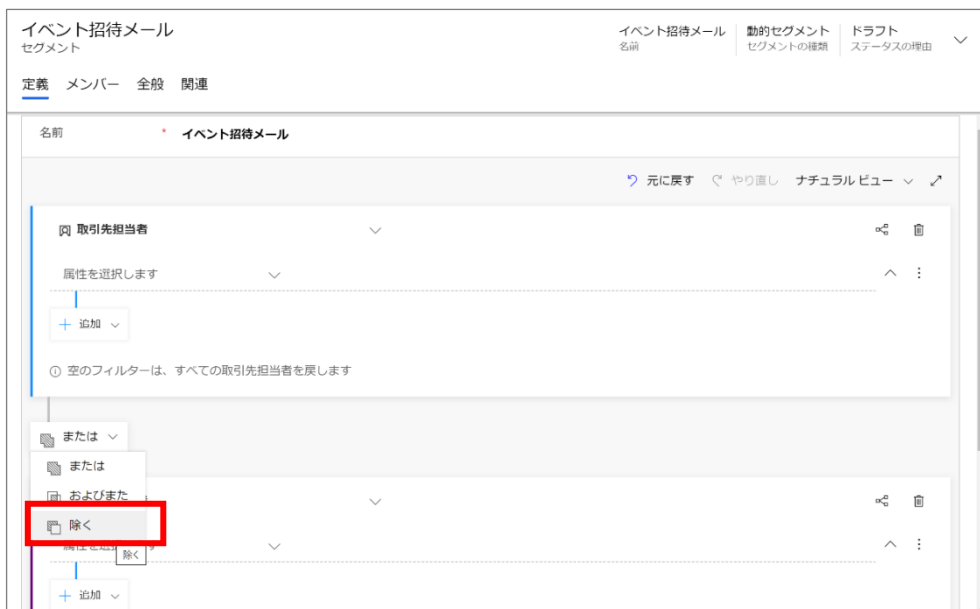 イベント招待メール
セグメント
イベント招待メール 動的セグメント ドラフト
名前 セグメントの種類 ステータスの理由
定義 メンバー 全般 関連
名前 * イベント招待メール
元に戻す やり直し ナチュラル ビュー
取引先担当者
属性を選択します
追加
空のフィルターは、すべての取引先担当者を戻します
または
または
およびまた
除く
除く
追加